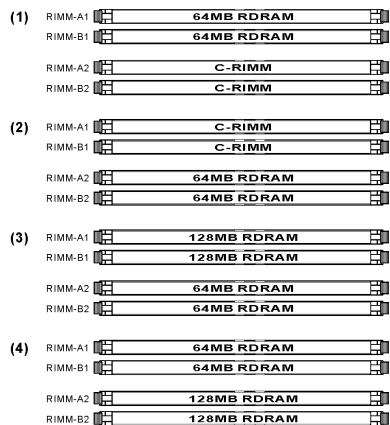 (1) RIMM-A1 64MB RDRAM
RIMM-B1 64MB RDRAM
RIMM-A2 C-RIMM
RIMM-B2 C-RIMM
(2) RIMM-A1 C-RIMM
RIMM-B1 C-RIMM
RIMM-A2 64MB RDRAM
RIMM-B2 64MB RDRAM
(3) RIMM-A1 128MB RDRAM
RIMM-B1 128MB RDRAM
RIMM-A2 64MB RDRAM
RIMM-B2 64MB RDRAM
(4) RIMM-A1 64MB RDRAM
RIMM-B1 64MB RDRAM
RIMM-A2 128MB RDRAM
RIMM-B2 128MB RDRAM